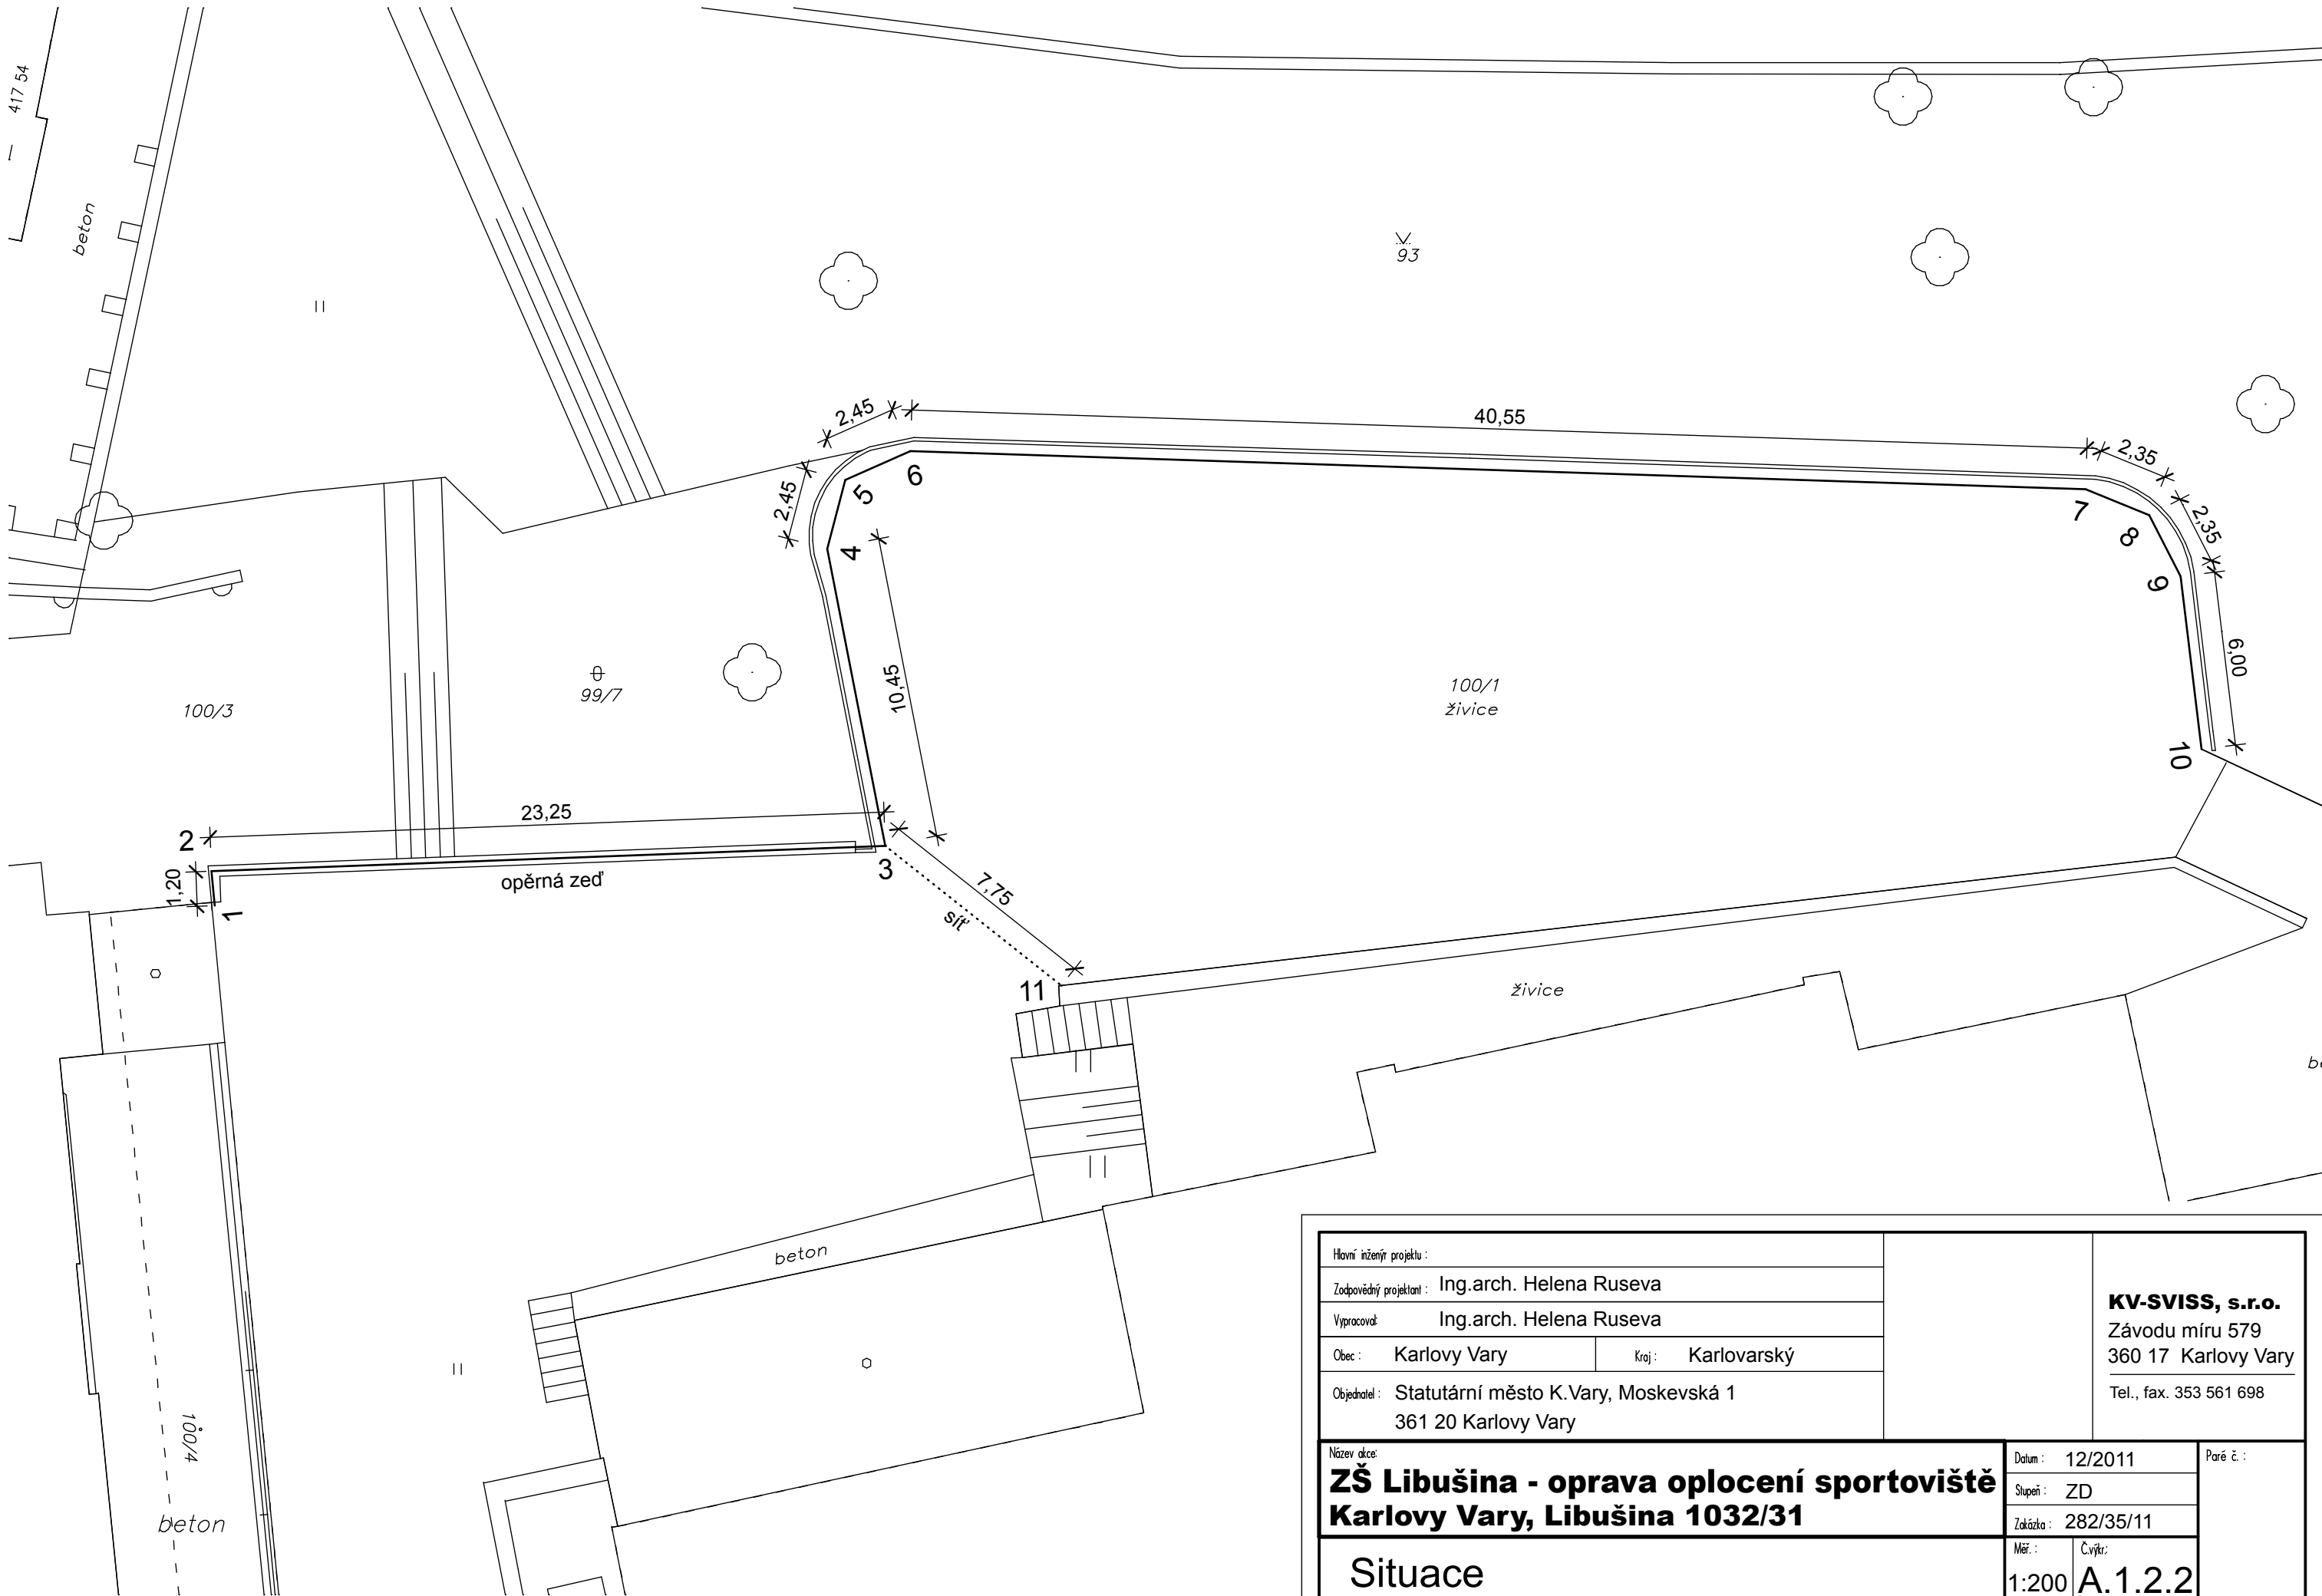 417 54
beton
93
2,45
40,55
2,35
2,45
2,35
5
6
7
8
4
9
10,45
6,00
100/3
99/7
100/1
živice
10
23,25
2
3
1,20
1
opěrná zeď
7,75
síť
11
živice
beton
100/4
beton
Hlavní inženýr projektu :
Zodpovědný projektant : Ing.arch. Helena Ruseva
Vypracoval: Ing.arch. Helena Ruseva
Obec : Karlovy Vary Kraj : Karlovarský
Objednatel : Statutární město K.Vary, Moskevská 1
361 20 Karlovy Vary
KV-SVISS, s.r.o.
Závodu míru 579
360 17 Karlovy Vary
Tel., fax. 353 561 698
Název akce:
ZŠ Libušina - oprava oplocení sportoviště
Karlovy Vary, Libušina 1032/31
Datum : 12/2011
Stupeň : ZD
Zakázka : 282/35/11
Paré č. :
Situace
Měř. : 1:200
Č.výkr.: A.1.2.2